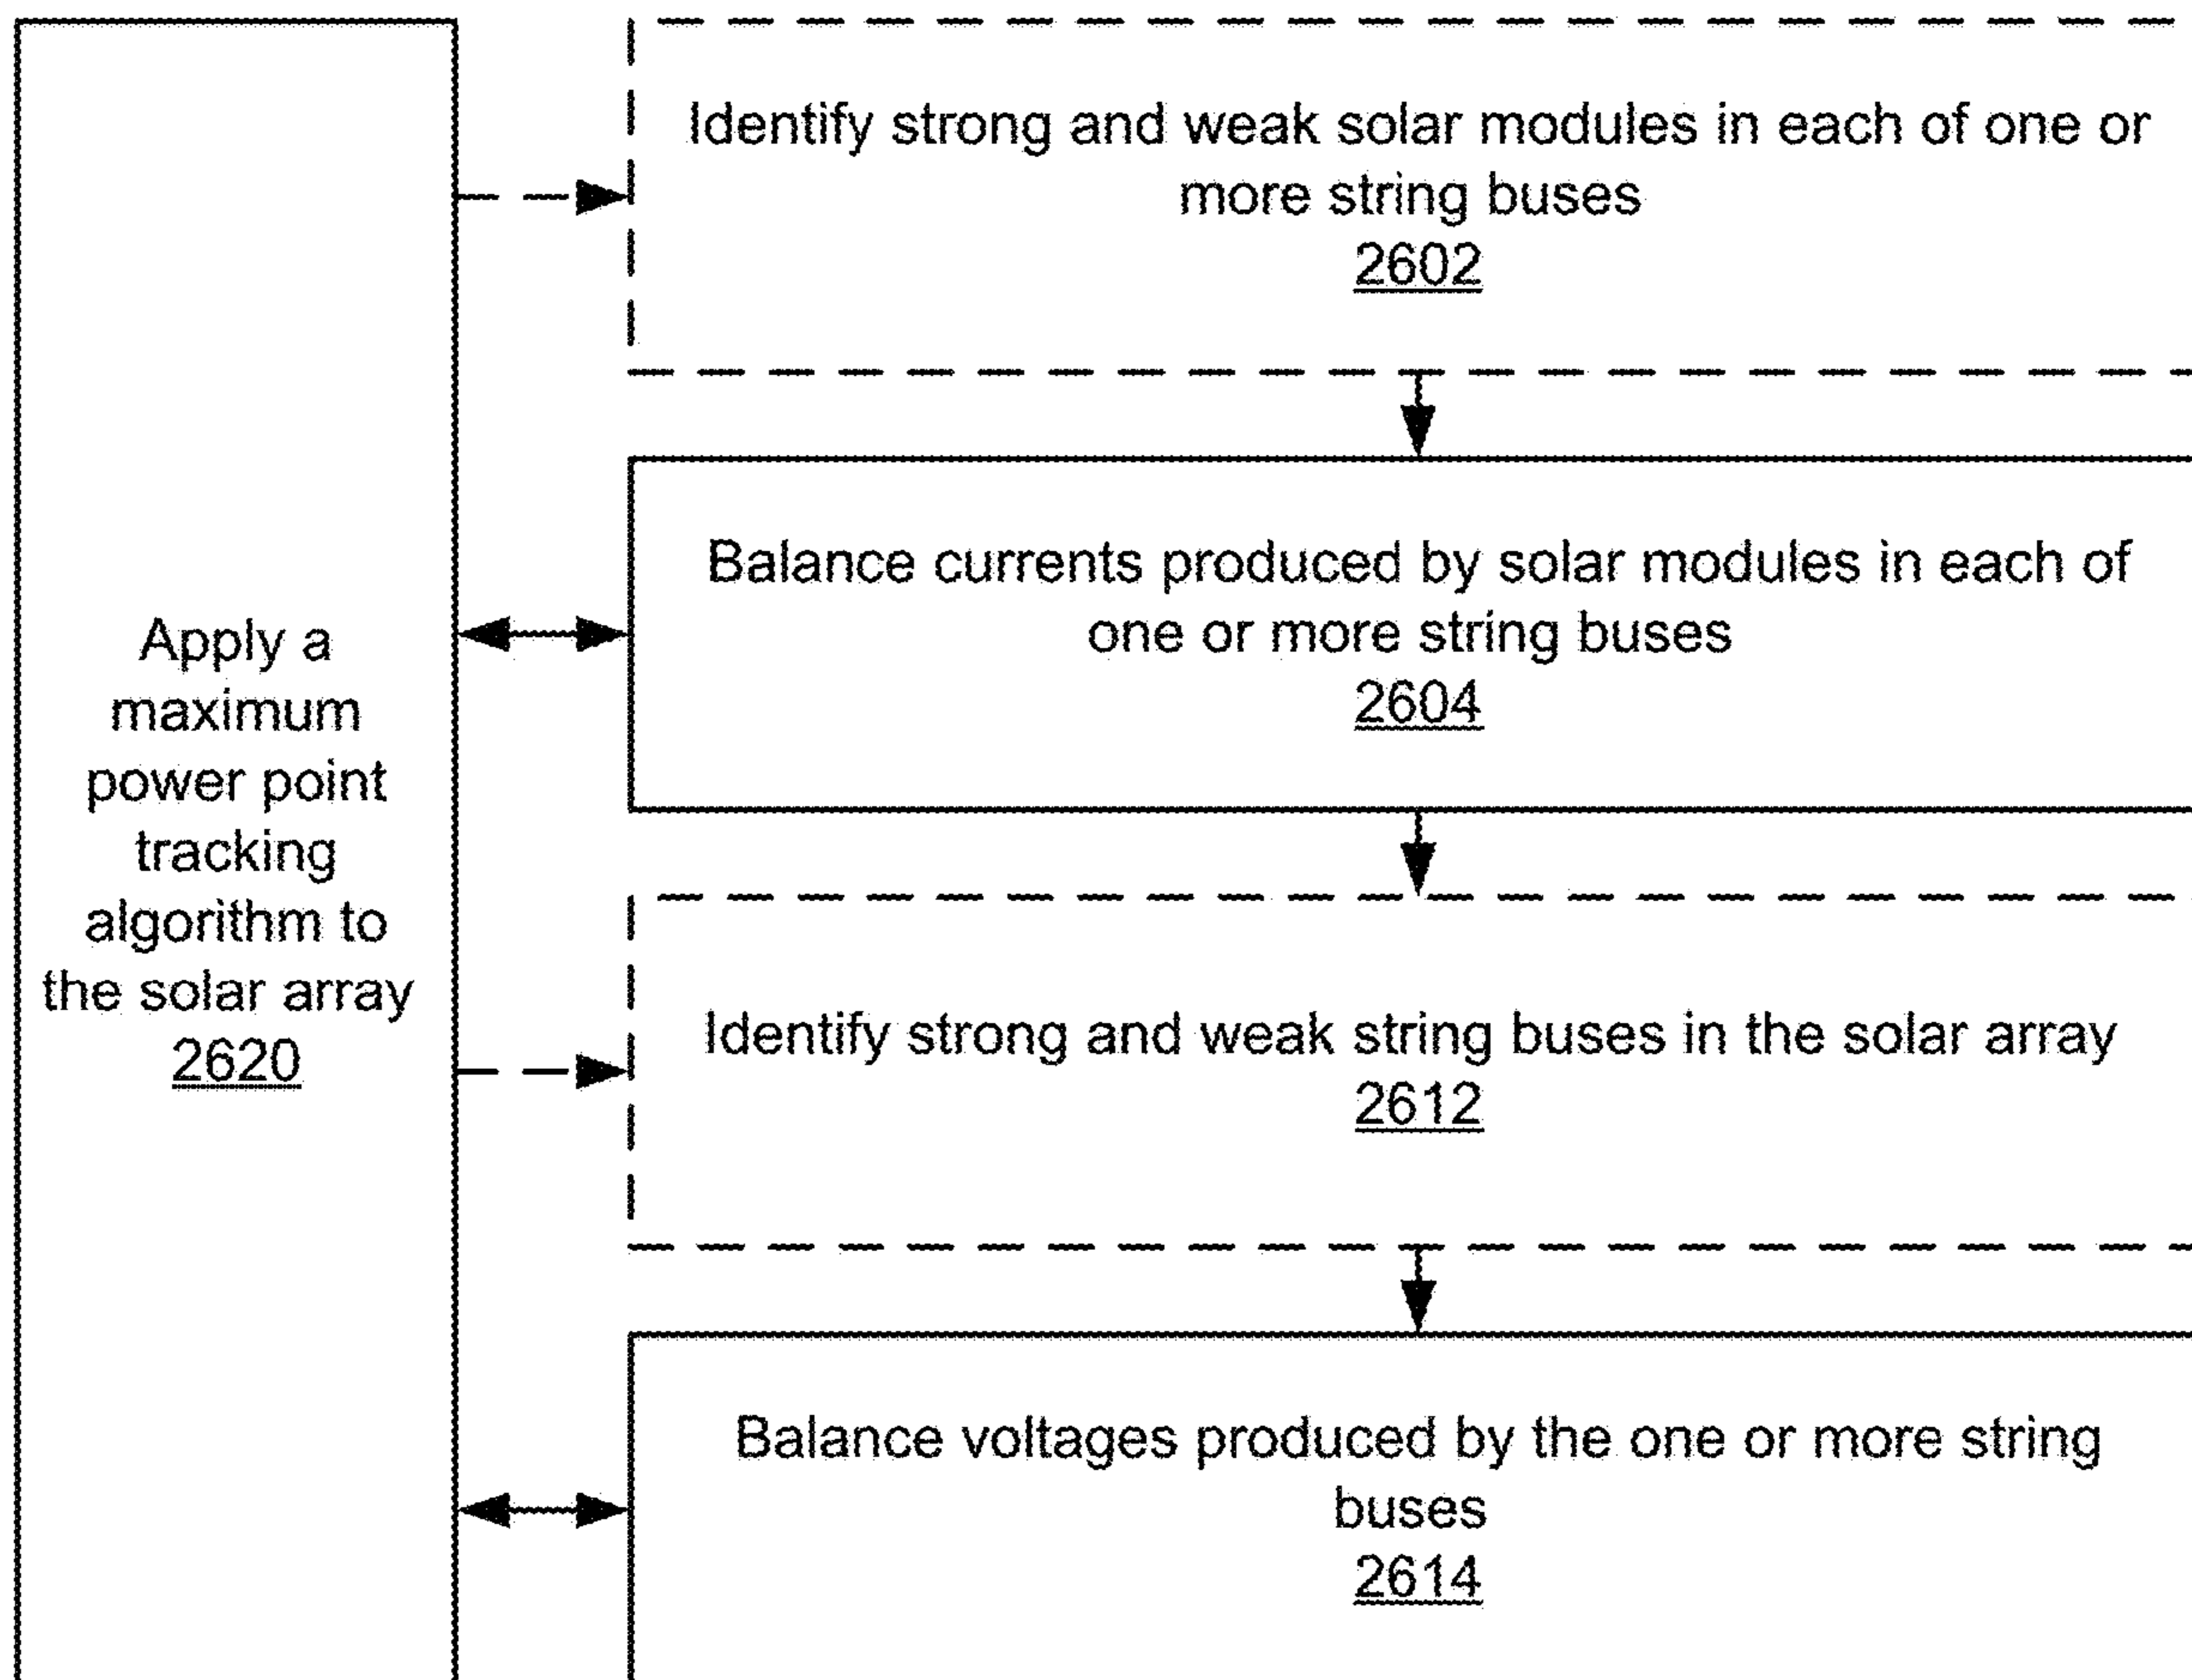 Apply a
maximum
power point
tracking
algorithm to
the solar array
2620
Identify strong and weak solar modules in each of one or
more string buses
2602
Balance currents produced by solar modules in each of
one or more string buses
2604
Identify strong and weak string buses in the solar array
2612
Balance voltages produced by the one or more string
buses
2614